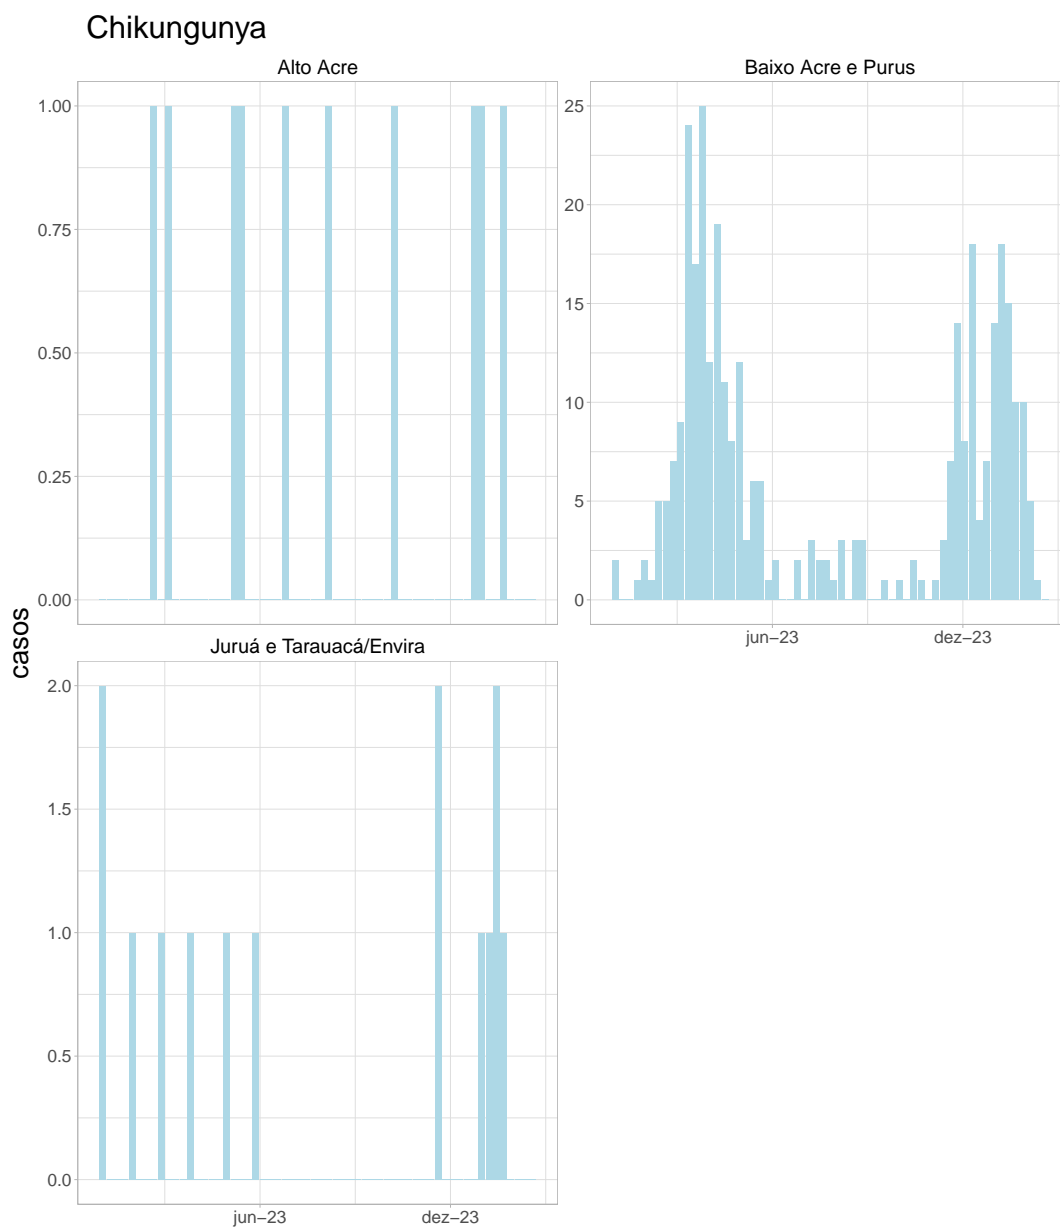 Chikungunya
Alto Acre
1.00
0.75
0.50
0.25
0.00
Baixo Acre e Purus
25
20
15
10
5
0
jun−23
dez−23
casos
Juruá e Tarauacá/Envira
2.0
1.5
1.0
0.5
0.0
jun−23
dez−23